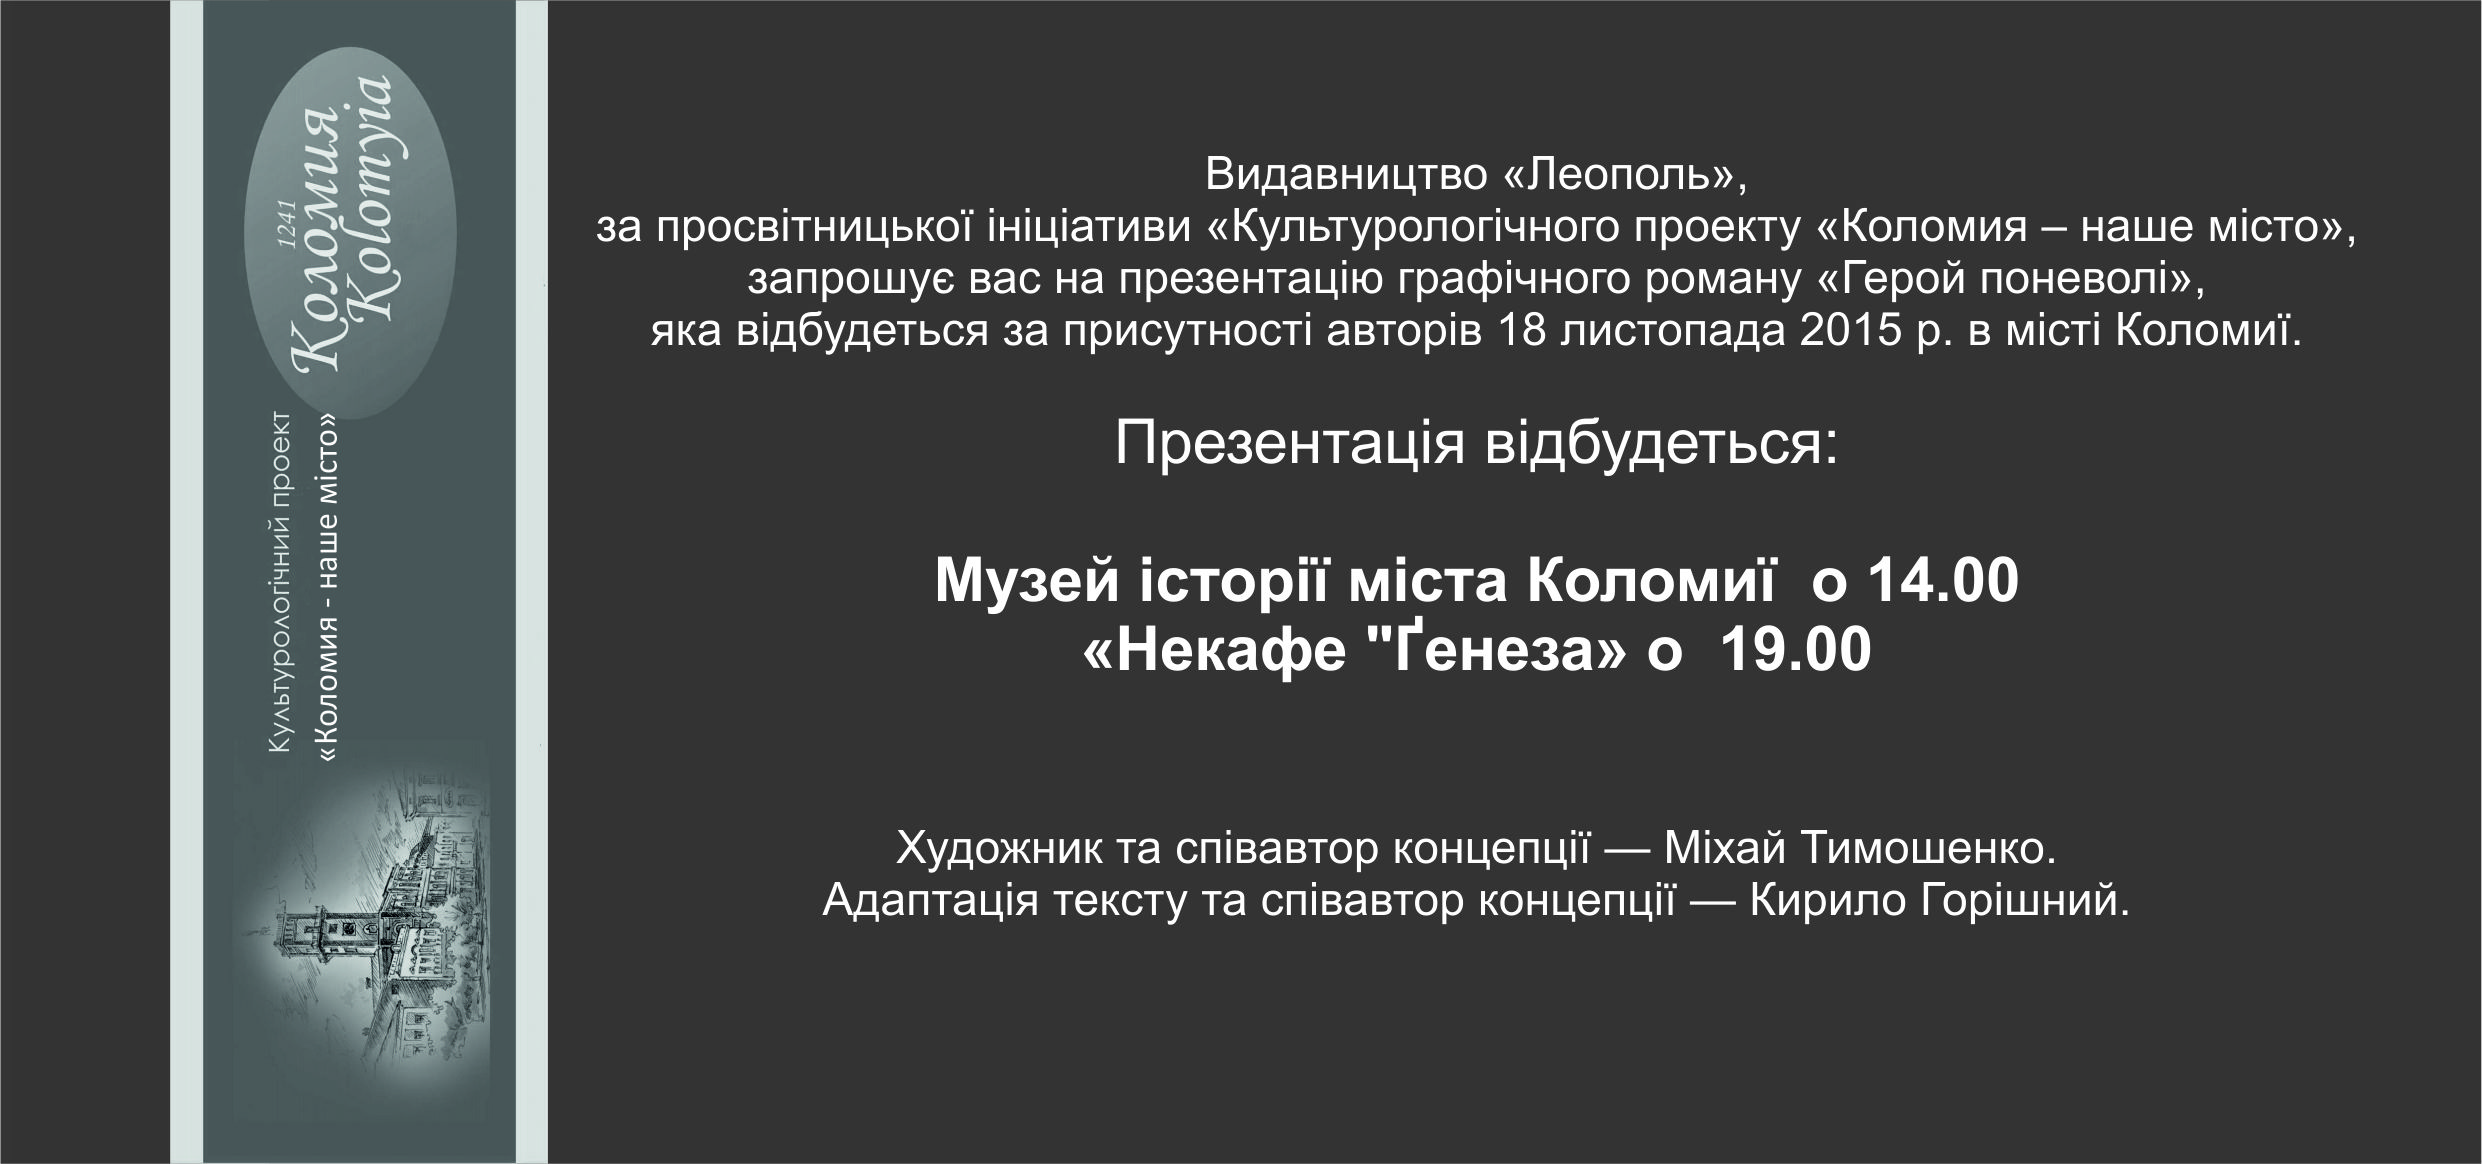 1241
Коломия
Kolomyia
Культурологічний проект
«Коломия - наше місто»
Видавництво «Леополь»,
за просвітницької ініціативи «Культурологічного проекту «Коломия – наше місто»,
запрошує вас на презентацію графічного роману «Герой поневолі»,
яка відбудеться за присутності авторів 18 листопада 2015 р. в місті Коломиї.
Презентація відбудеться:
Музей історії міста Коломиї  о 14.00
«Некафе "Ґенеза» о  19.00
Художник та співавтор концепції — Міхай Тимошенко.
Адаптація тексту та співавтор концепції — Кирило Горішний.